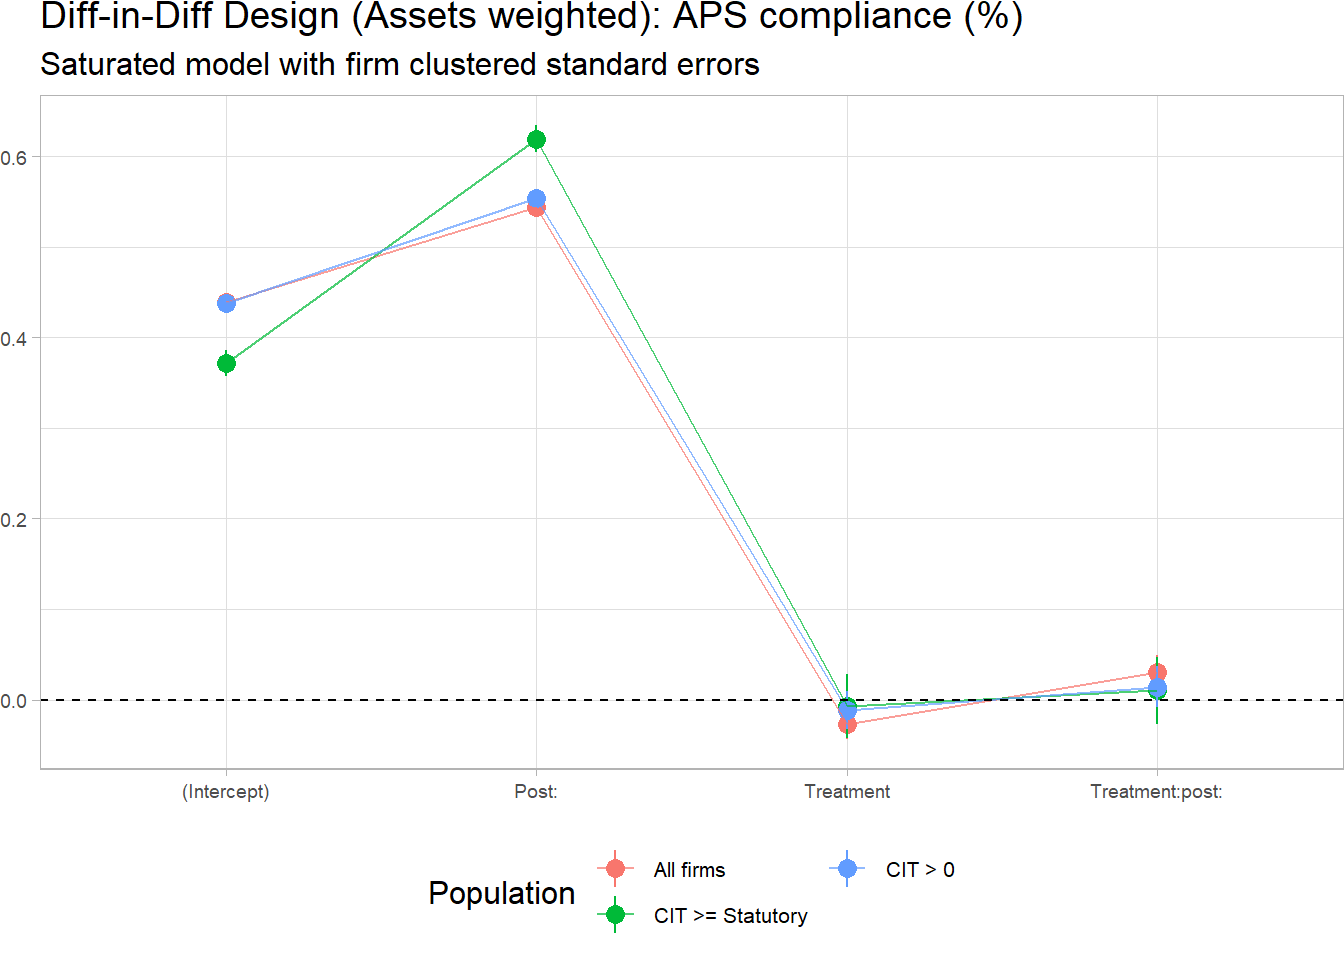 Diff-in-Diff Design (Assets weighted): APS compliance (%)
Saturated model with firm clustered standard errors
0.6
0.4
0.2
0.0
(Intercept)
Post:
Treatment
Treatment:post:
Population
All firms
CIT > 0
CIT >= Statutory